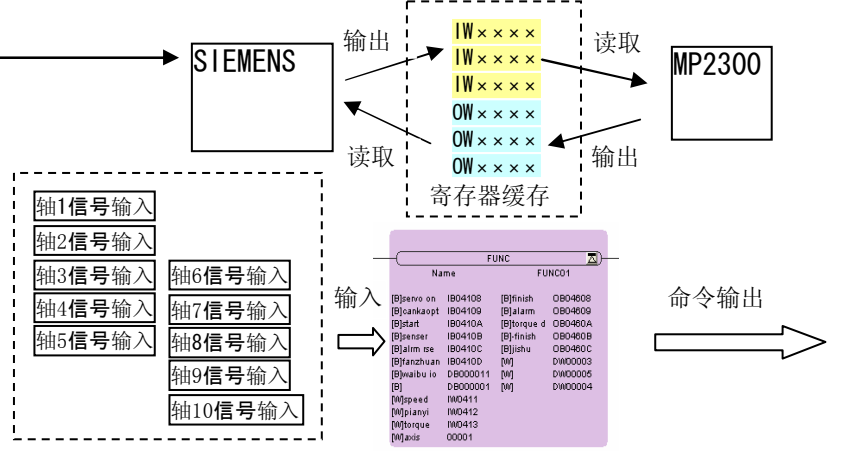 SIEMENS
输出
读取
IW××××
IW××××
IW××××
OW××××
OW××××
OW××××
寄存器缓存
读取
输出
MP2300
轴1信号输入
轴2信号输入
轴3信号输入
轴4信号输入
轴5信号输入
轴6信号输入
轴7信号输入
轴8信号输入
轴9信号输入
轴10信号输入
输入
FUNC
Name FUNC01
[B]servo on IB04108 [B]finish OB04608
[B]cankaopt IB04109 [B]alarm OB04609
[B]start IB0410A [B]torque d OB0460A
[B]senser IB0410B [B]-finish OB0460B
[B]alrm rse IB0410C [B]jishu OB0460C
[B]fanzhuan IB0410D [W] DW00003
[B]waibu io DB000011 [W] DW00005
[B] DB000001 [W] DW00004
[W]speed IW0411
[W]pianyi IW0412
[W]torque IW0413
[W]axis 00001
命令输出